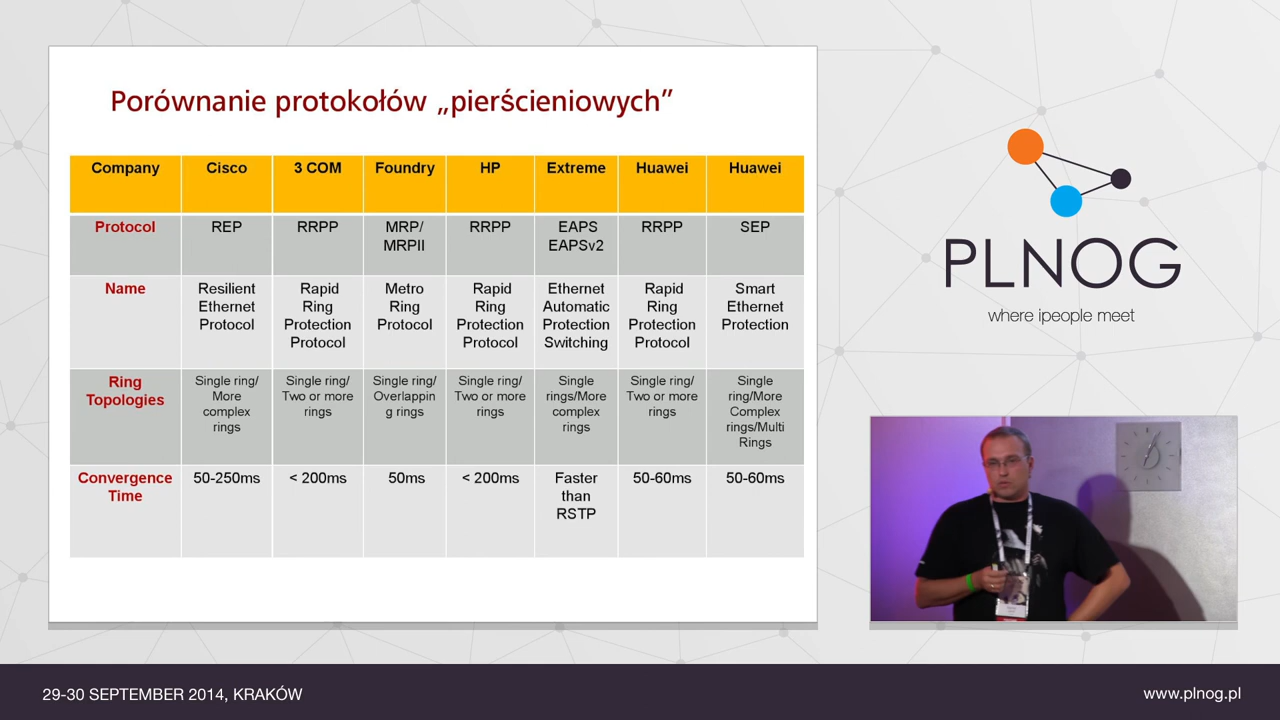 Porównanie protokołów „pierścieniowych”
Company Cisco 3 COM Foundry HP Extreme Huawei Huawei
Protocol REP RRPP MRP/ MRPII RRPP EAPS EAPSv2 RRPP SEP
Name Resilient Ethernet Protocol Rapid Ring Protection Protocol Metro Ring Protocol Rapid Ring Protection Protocol Ethernet Automatic Protection Switching Rapid Ring Protection Protocol Smart Ethernet Protection
Ring Topologies Single ring/ More complex rings Single ring/ Two or more rings Single ring/ Overlappin g rings Single ring/ Two or more rings Single rings/More complex rings Single ring/ Two or more rings Single ring/More Complex rings/Multi Rings
Convergence Time 50-250ms < 200ms 50ms < 200ms Faster than RSTP 50-60ms 50-60ms
PLNOG
where ipeople meet
29-30 SEPTEMBER 2014, KRAKÓW
www.plnog.pl